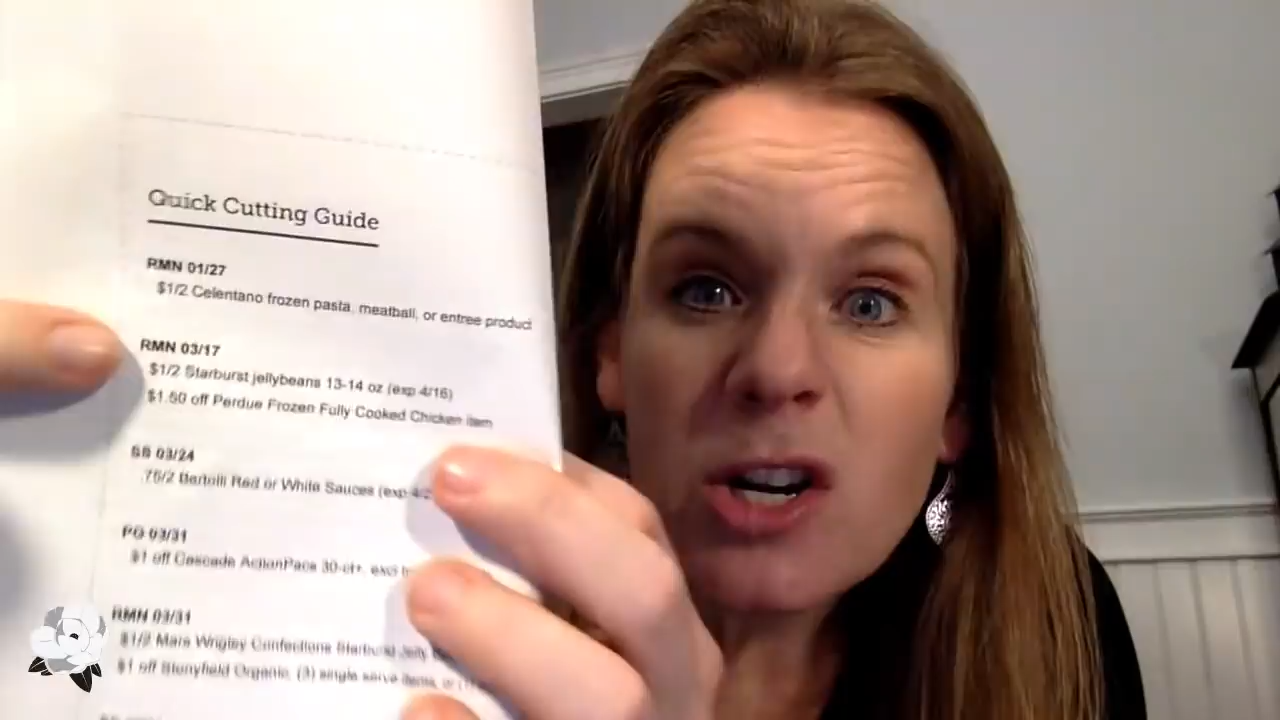 Quick Cutting Guide
RMN 01/27
$1/2 Celentano frozen pasta, meatball, or entree product
RMN 03/17
$1/2 Starburst jellybeans 13-14 oz (exp 4/16)
$1.50 off Perdue Frozen Fully Cooked Chicken item
SS 03/24
.75/2 Bertolli Red or White Sauces (exp
PG 03/31
$1 off Cascade ActionPacs 30-ct+, excl
RMN 03/31
$1/2 Mars Wrigley Confections Starburst Jelly
$1 off Stonyfield Organic, (3) single serve items, or